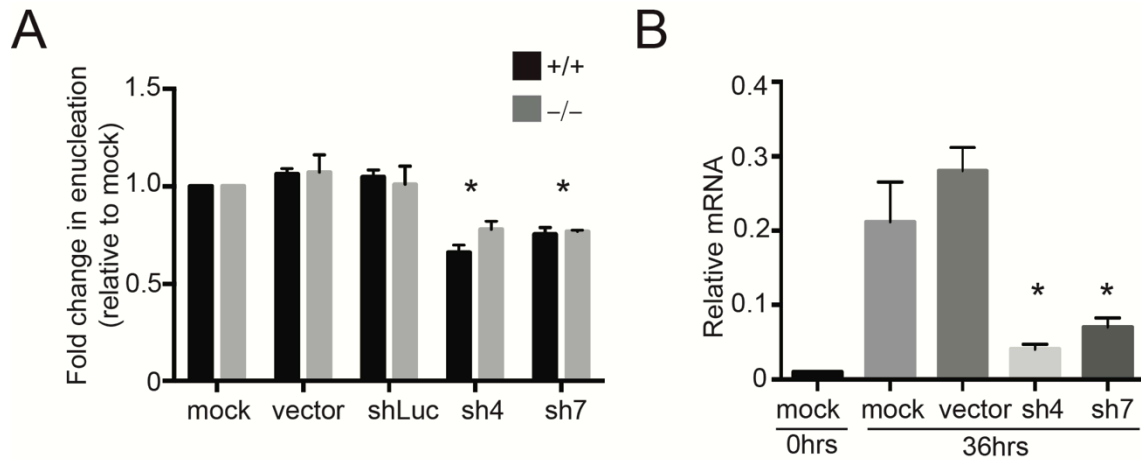 A
B
+/+
–/–
Fold change in enucleation
(relative to mock)
1.5
1.0
0.5
0
*
*
mock vector shLuc sh4 sh7
Relative mRNA
0.4
0.3
0.2
0.1
0
*
*
mock mock vector sh4 sh7
0hrs 36hrs